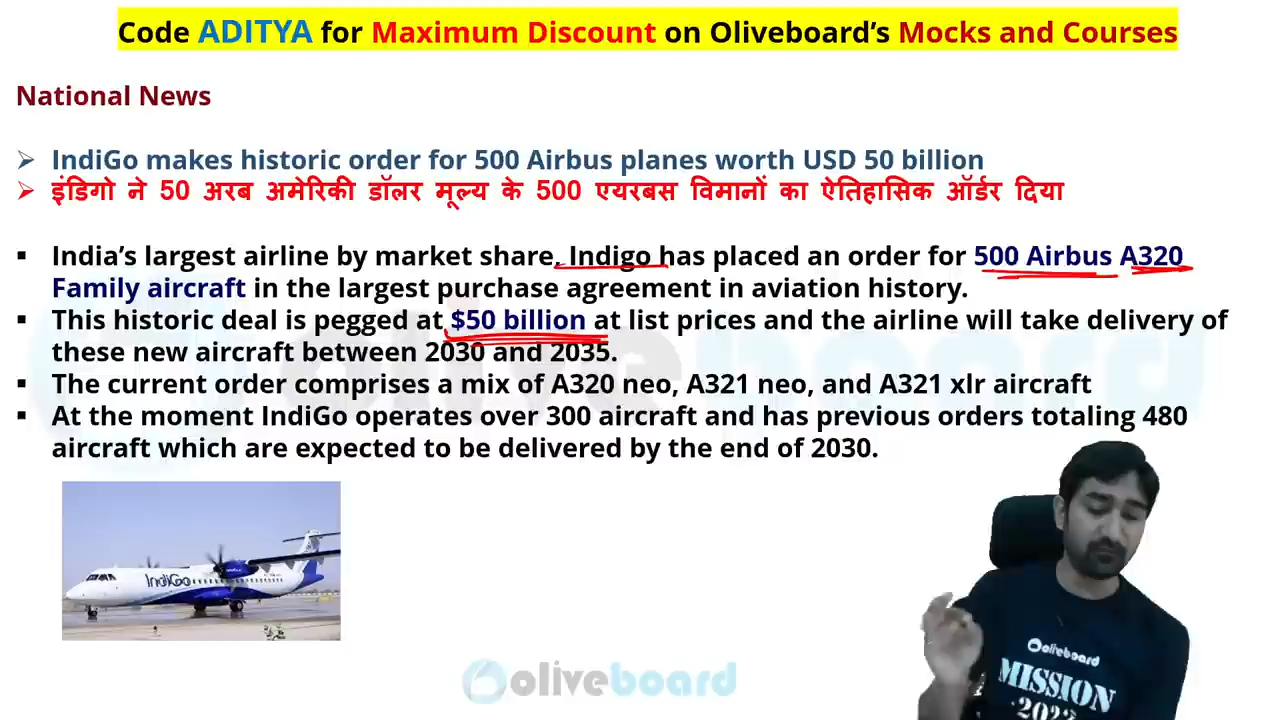 Code ADITYA for Maximum Discount on Oliveboard’s Mocks and Courses
National News
IndiGo makes historic order for 500 Airbus planes worth USD 50 billion
इंडिगो ने 50 अरब अमेरिकी डॉलर मूल्य के 500 एयरबस विमानों का ऐतिहासिक ऑर्डर दिया
India’s largest airline by market share, Indigo has placed an order for 500 Airbus A320
Family aircraft in the largest purchase agreement in aviation history.
This historic deal is pegged at $50 billion at list prices and the airline will take delivery of
these new aircraft between 2030 and 2035.
The current order comprises a mix of A320 neo, A321 neo, and A321 xlr aircraft
At the moment IndiGo operates over 300 aircraft and has previous orders totaling 480
aircraft which are expected to be delivered by the end of 2030.
IndiGo
oliveboard
oliveboard
MISSION
oliveboard